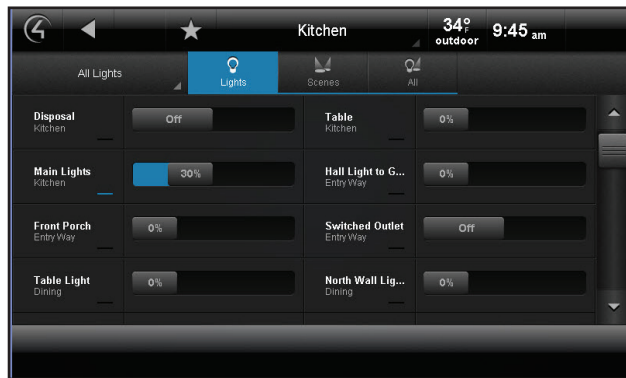 Kitchen
34°F
outdoor
9:45 am
All Lights
Lights
Scenes
All
Disposal
Kitchen
Off
Table
Kitchen
0%
Main Lights
Kitchen
30%
Hall Light to G...
Entry Way
0%
Front Porch
Entry Way
0%
Switched Outlet
Entry Way
Off
Table Light
Dining
0%
North Wall Lig...
Dining
0%